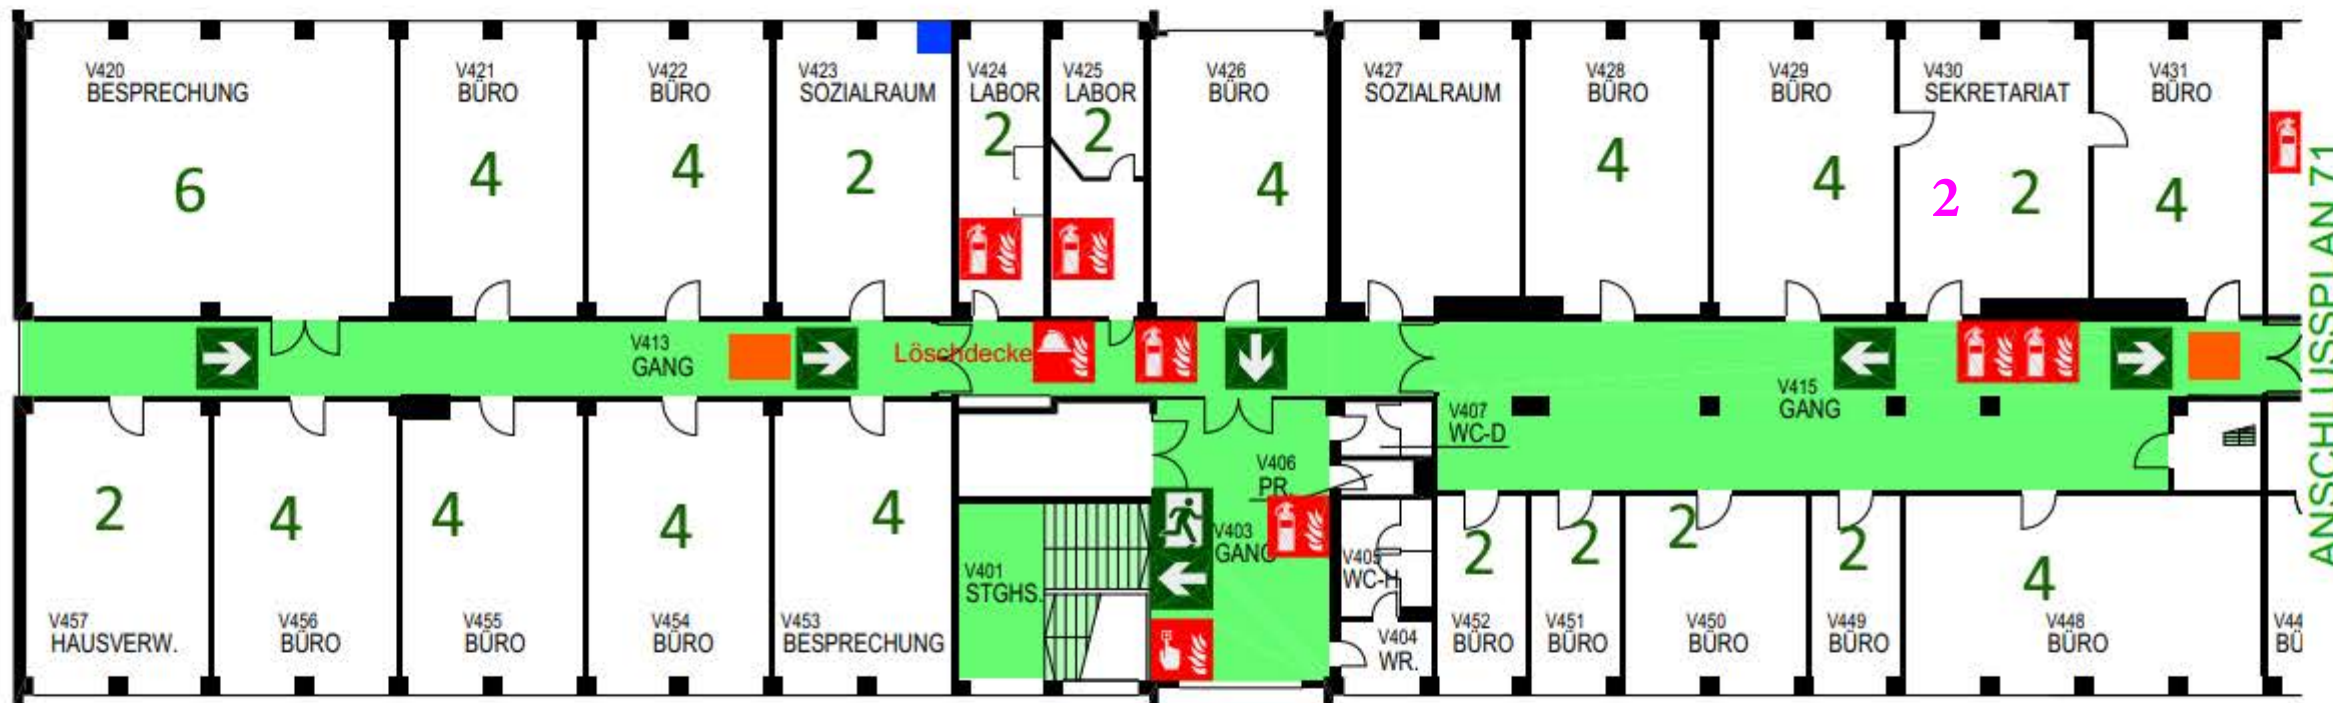 V420
BESPRECHUNG
6
V421
BÜRO
4
V422
BÜRO
4
V423
SOZIALRAUM
2
V424
LABOR
2
V425
LABOR
2
V426
BÜRO
4
V427
SOZIALRAUM
V428
BÜRO
4
V429
BÜRO
4
V430
SEKRETARIAT
2 2
V431
BÜRO
4
ANSCHLUSSPLAN 71
V413
GANG
Löschdecke
V415
GANG
V407
WC-D
V406
PR.
V403
GANG
V401
STGHS.
V405
WC-H
V404
WR.
2
V457
HAUSVERW.
4
V456
BÜRO
4
V455
BÜRO
4
V454
BÜRO
4
V453
BESPRECHUNG
2
V452
BÜRO
2
V451
BÜRO
2
V450
BÜRO
2
V449
BÜRO
4
V448
BÜRO
V44
BÜ